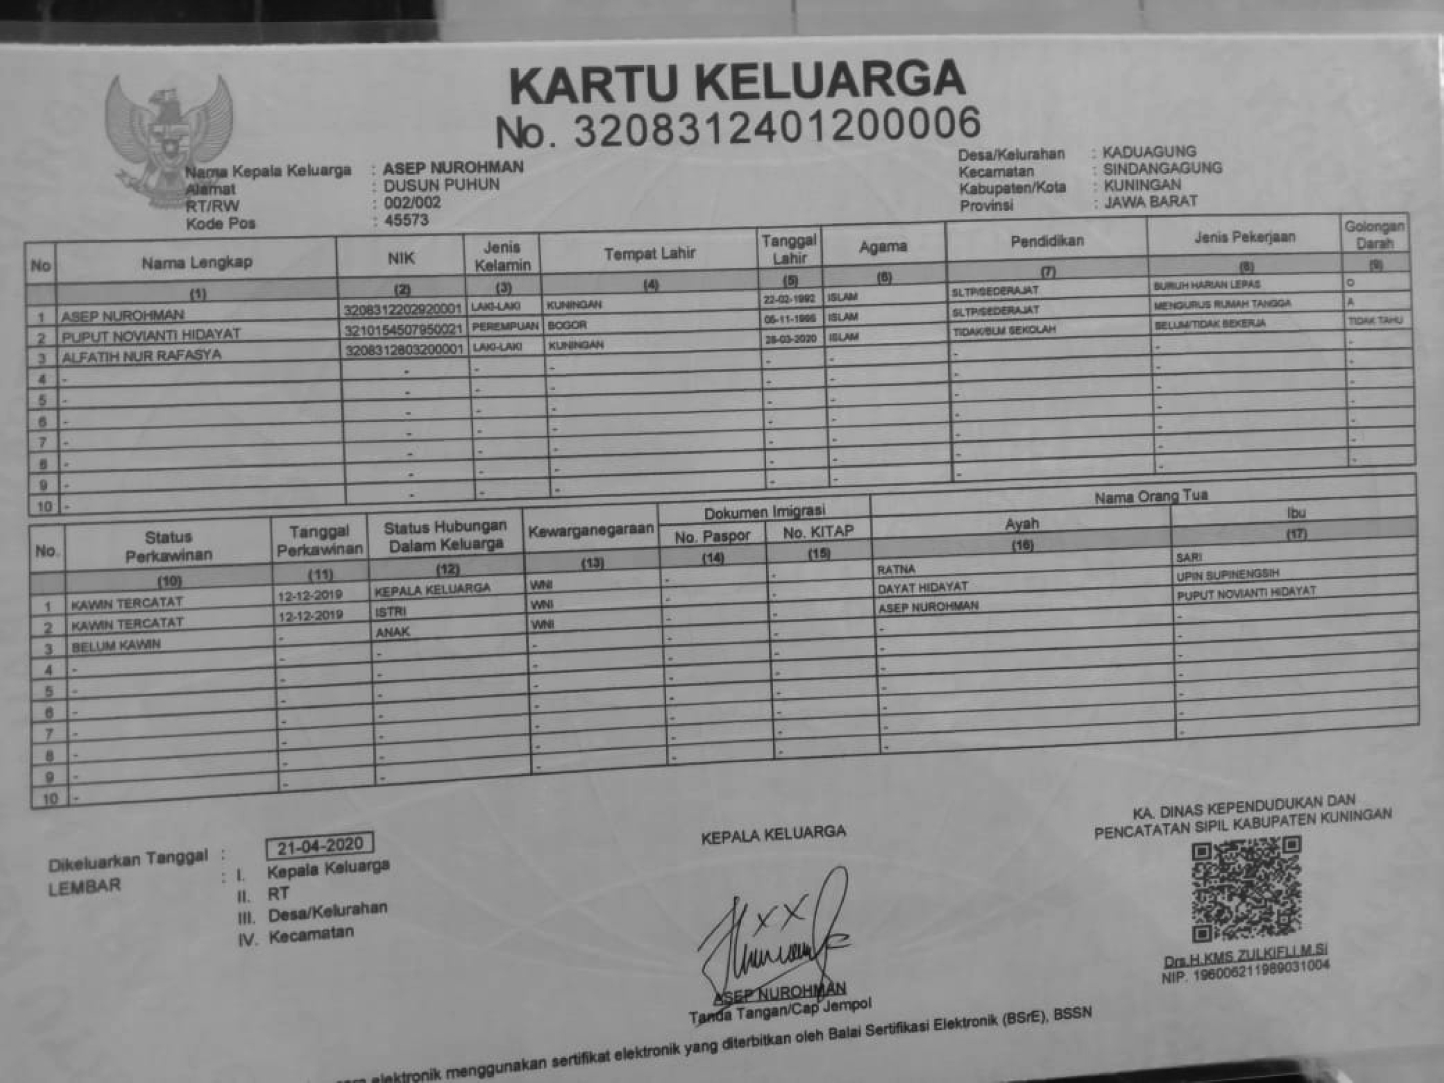 KARTU KELUARGA
No. 3208312401200006
Nama Kepala Keluarga : ASEP NUROHMAN
Alamat : DUSUN PUHUN
RT/RW : 002/002
Kode Pos : 45573
Desa/Kelurahan : KADUAGUNG
Kecamatan : SINDANGAGUNG
Kabupaten/Kota : KUNINGAN
Provinsi : JAWA BARAT
No Nama Lengkap NIK Jenis Kelamin Tempat Lahir Tanggal Lahir Agama Pendidikan Jenis Pekerjaan Golongan Darah
(1) (2) (3) (4) (5) (6) (7) (8) (9)
1 ASEP NUROHMAN 3208312202920001 LAKI-LAKI KUNINGAN 22-02-1992 ISLAM SLTP/SEDERAJAT BURUH HARIAN LEPAS O
2 PUPUT NOVIANTI HIDAYAT 3210154507950021 PEREMPUAN BOGOR 05-11-1995 ISLAM SLTP/SEDERAJAT MENGURUS RUMAH TANGGA A
3 ALFATIH NUR RAFASYA 3208312803200001 LAKI-LAKI KUNINGAN 28-03-2020 ISLAM TIDAK/BLM SEKOLAH BELUM/TIDAK BEKERJA TIDAK TAHU
4 - - - - - - - - -
5 - - - - - - - - -
6 - - - - - - - - -
7 - - - - - - - - -
8 - - - - - - - - -
9 - - - - - - - - -
10 - - - - - - - - -
No. Status Perkawinan Tanggal Perkawinan Status Hubungan Dalam Keluarga Kewarganegaraan Dokumen Imigrasi No. Paspor No. KITAP Nama Orang Tua Ayah Ibu
(10) (11) (12) (13) (14) (15) (16) (17)
1 KAWIN TERCATAT 12-12-2019 KEPALA KELUARGA WNI - - RATNA SARI
2 KAWIN TERCATAT 12-12-2019 ISTRI WNI - - DAYAT HIDAYAT UPIN SUPINENGSIH
3 BELUM KAWIN - ANAK WNI - - ASEP NUROHMAN PUPUT NOVIANTI HIDAYAT
4 - - - - - - - -
5 - - - - - - - -
6 - - - - - - - -
7 - - - - - - - -
8 - - - - - - - -
9 - - - - - - - -
10 - - - - - - - -
Dikeluarkan Tanggal : 21-04-2020
LEMBAR : I. Kepala Keluarga
II. RT
III. Desa/Kelurahan
IV. Kecamatan
KEPALA KELUARGA
ASEP NUROHMAN
Tanda Tangan/Cap Jempol
KA. DINAS KEPENDUDUKAN DAN
PENCATATAN SIPIL KABUPATEN KUNINGAN
Drs.H.KMS ZULKIFLI.M.Si
NIP. 196006211989031004
elektronik menggunakan sertifikat elektronik yang diterbitkan oleh Balai Sertifikasi Elektronik (BSrE), BSSN